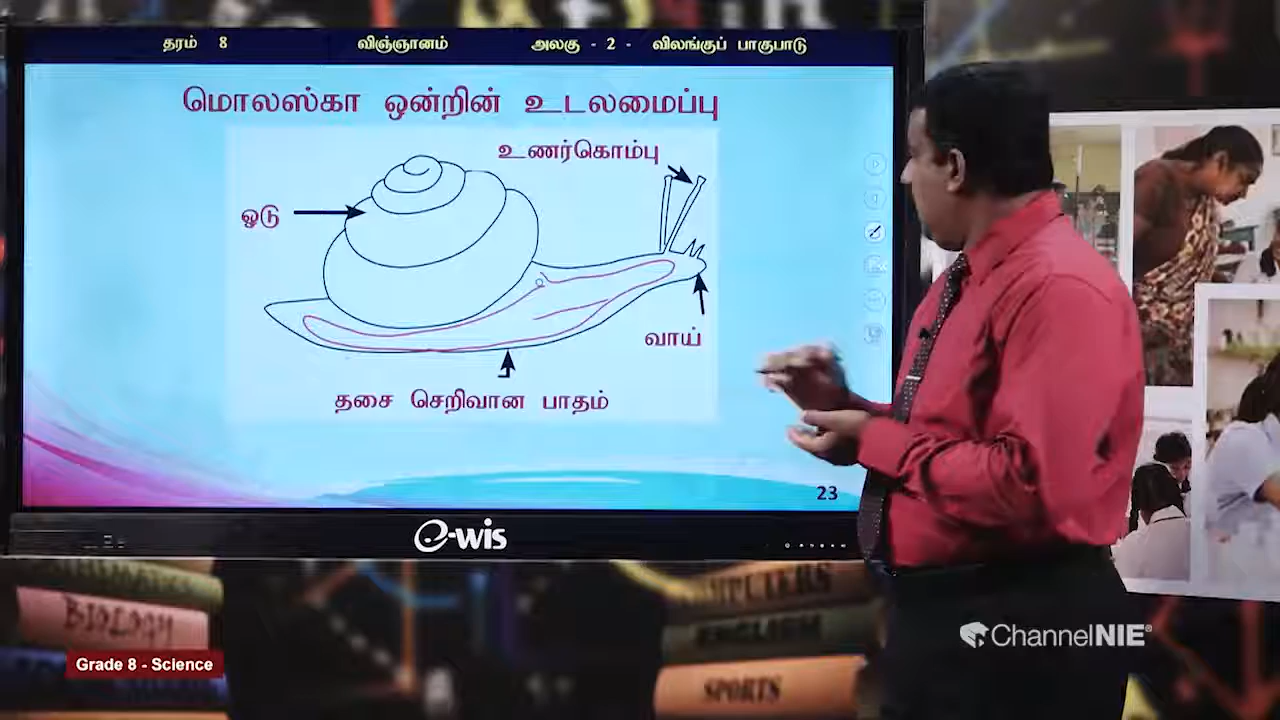 தரம் 8 விஞ்ஞானம் அலகு - 2 - விலங்குப் பாகுபாடு
மொலஸ்கா ஒன்றின் உடலமைப்பு
உணர்கொம்பு
ஓடு
வாய்
தசை செறிவான பாதம்
23
e-wis
BIOLOGY
ENGLISH
SPORTS
Grade 8 - Science
ChannelNIE®